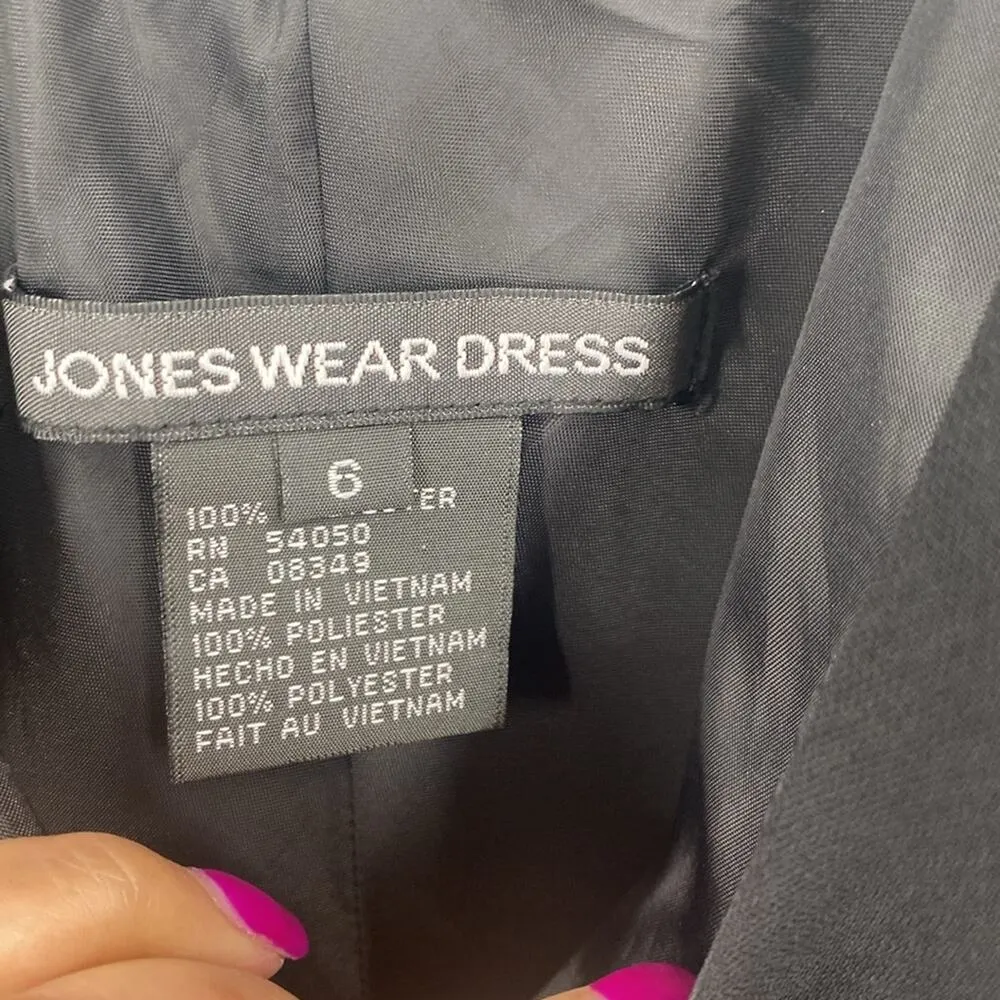 JONES WEAR DRESS
6
100% TER
RN 54050
CA 08349
MADE IN VIETNAM
100% POLIESTER
HECHO EN VIETNAM
100% POLYESTER
FAIT AU VIETNAM